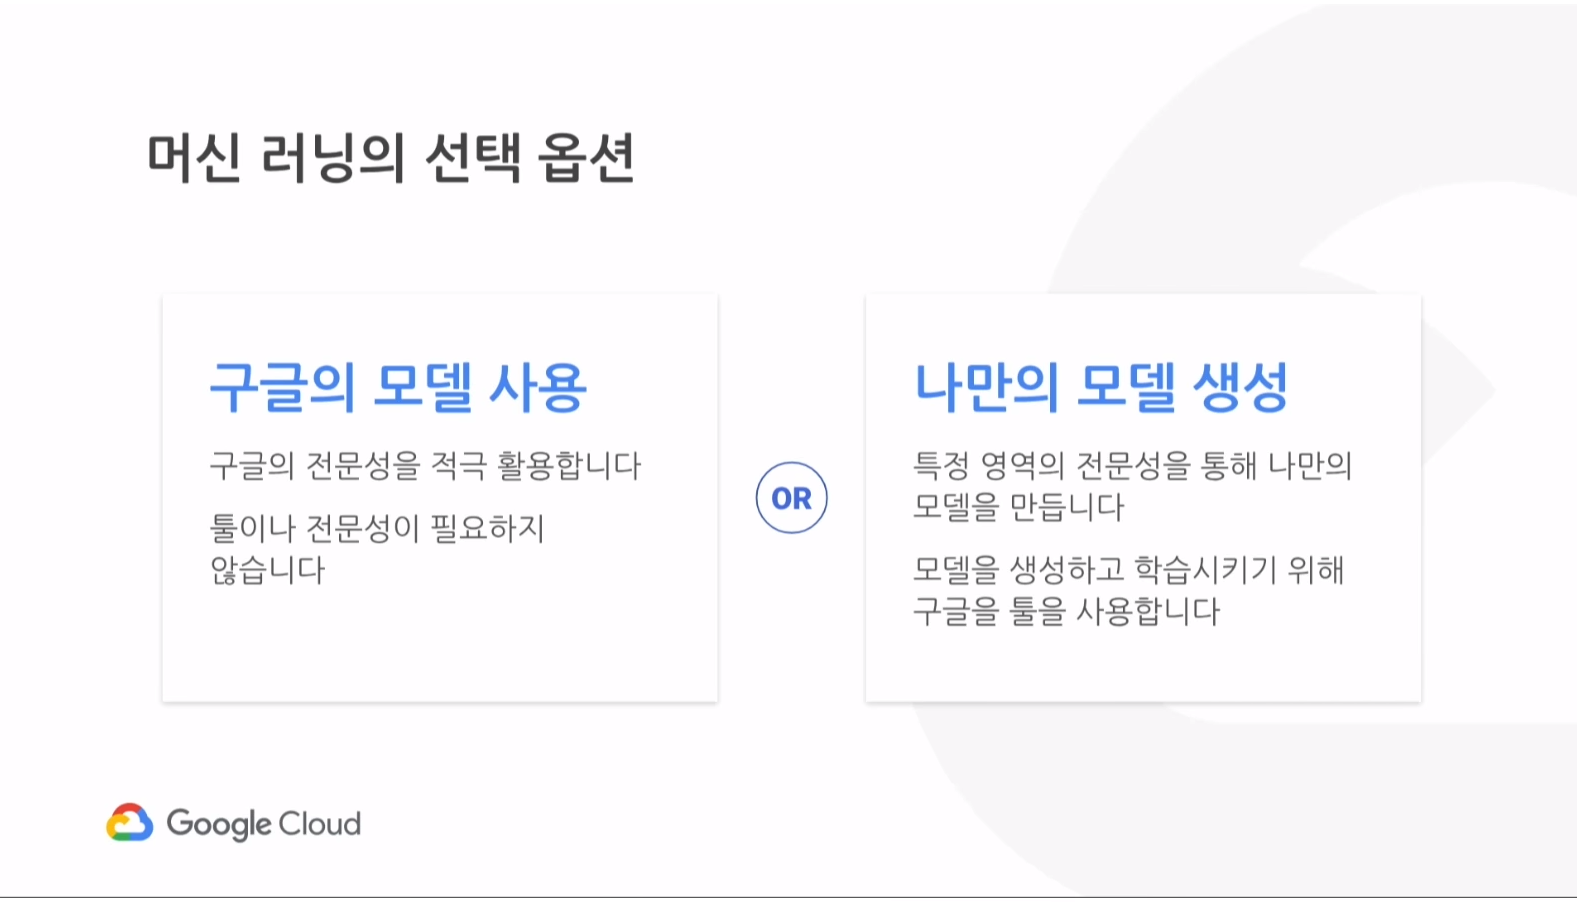 머신 러닝의 선택 옵션
구글의 모델 사용
구글의 전문성을 적극 활용합니다
툴이나 전문성이 필요하지
않습니다
OR
나만의 모델 생성
특정 영역의 전문성을 통해 나만의
모델을 만듭니다
모델을 생성하고 학습시키기 위해
구글을 툴을 사용합니다
Google Cloud